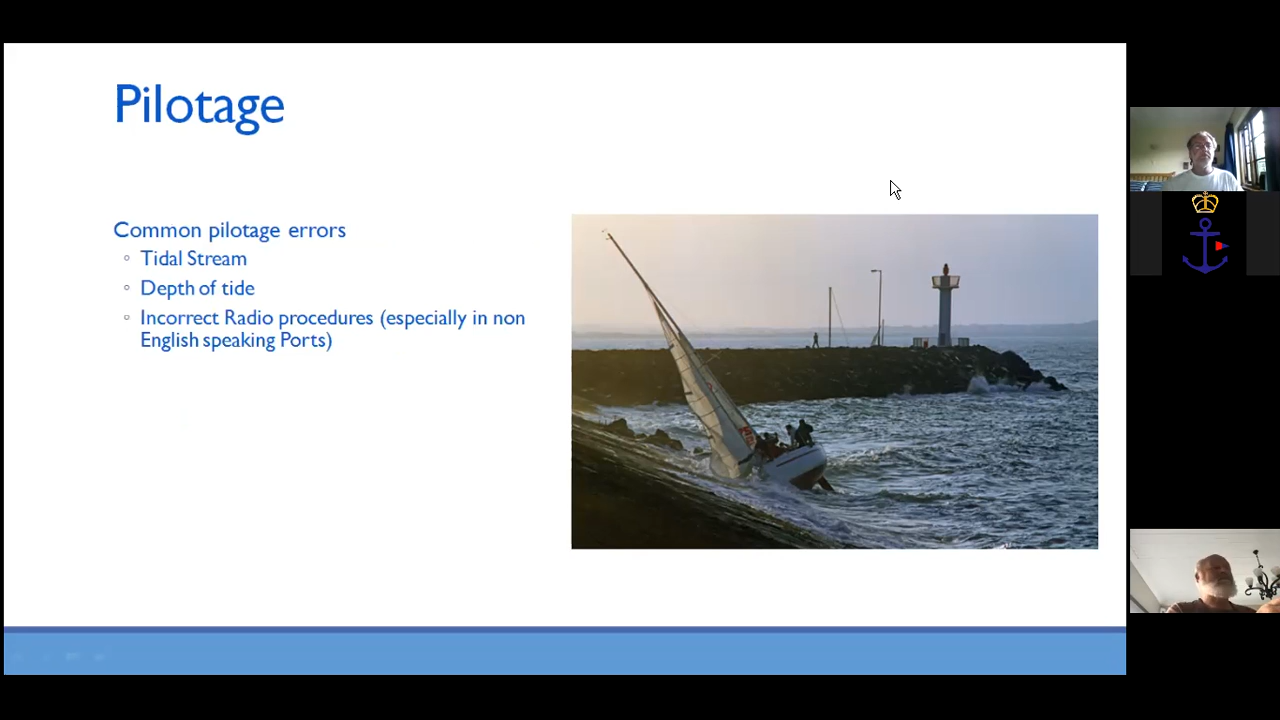 Pilotage
Common pilotage errors
Tidal Stream
Depth of tide
Incorrect Radio procedures (especially in non
English speaking Ports)